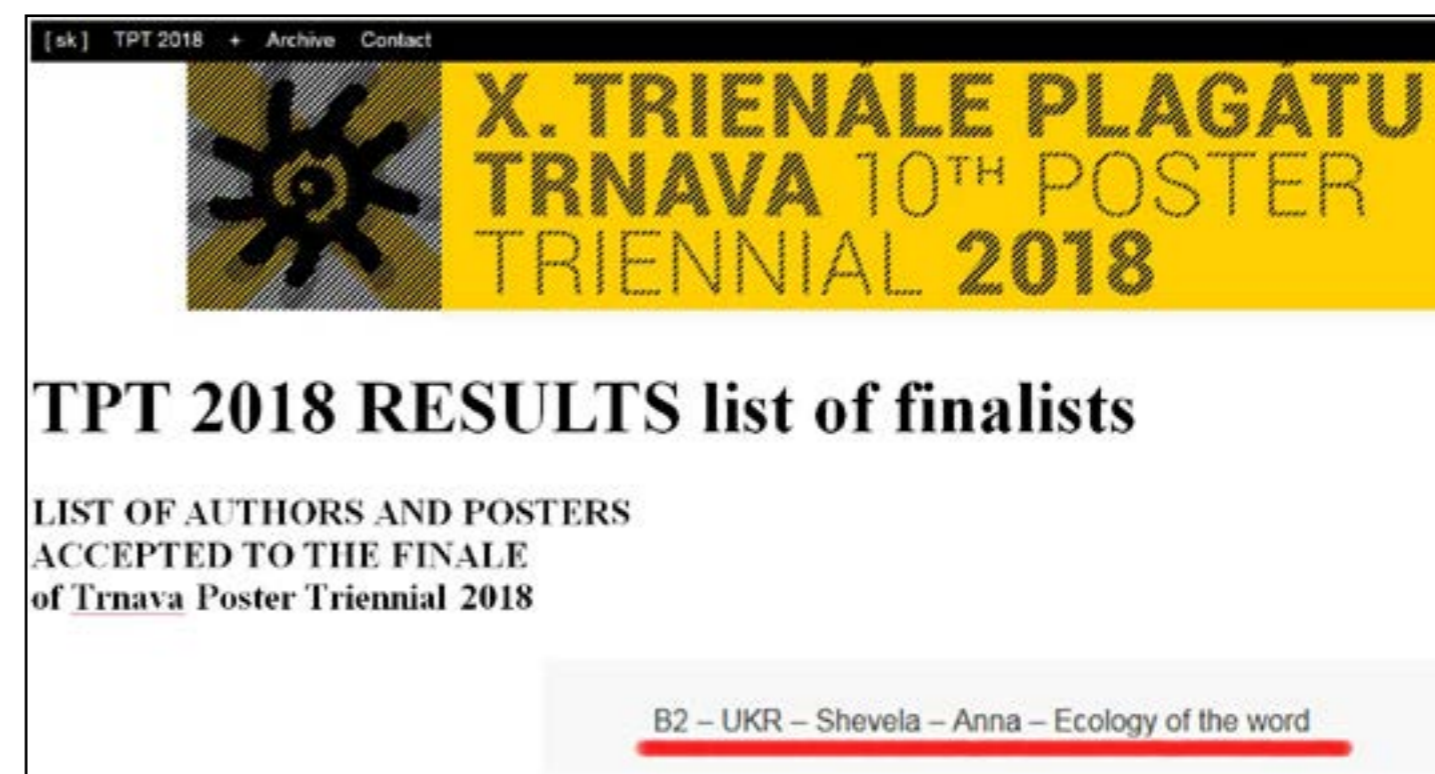 [sk] TPT 2018 + Archive Contact
X. TRIENÁLE PLAGÁTU
TRNAVA 10TH POSTER
TRIENNIAL 2018
TPT 2018 RESULTS list of finalists
LIST OF AUTHORS AND POSTERS
ACCEPTED TO THE FINALE
of Trnava Poster Triennial 2018
B2 – UKR – Shevela – Anna – Ecology of the word